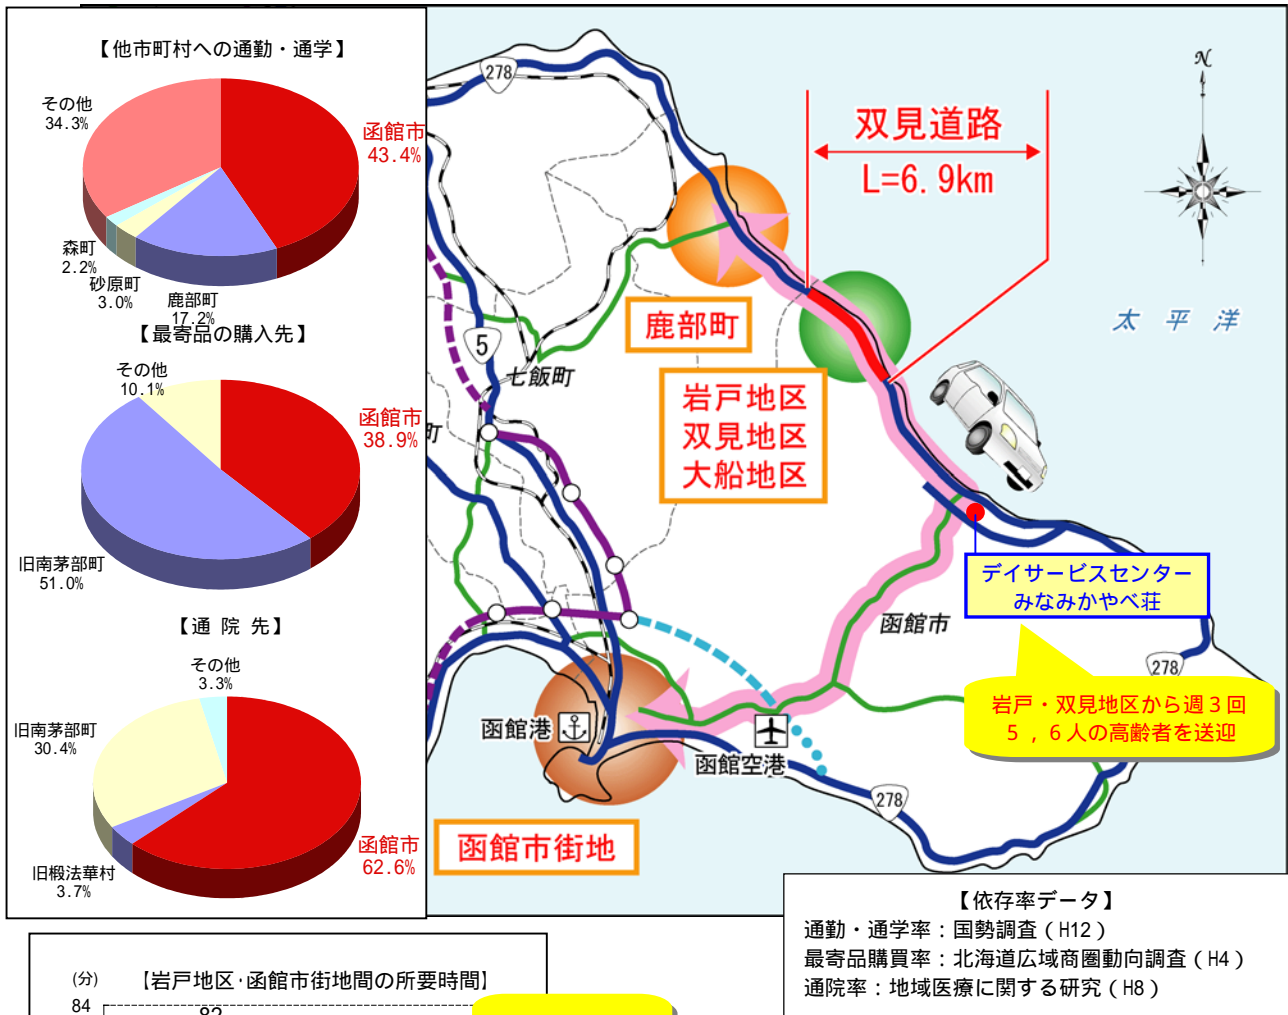 【他市町村への通勤・通学】
その他
34.3%
函館市
43.4%
森町
2.2%
砂原町
3.0%
鹿部町
17.2%
【最寄品の購入先】
その他
10.1%
函館市
38.9%
旧南茅部町
51.0%
【通 院 先】
その他
3.3%
旧南茅部町
30.4%
旧椴法華村
3.7%
函館市
62.6%
278
双見道路
L=6.9km
N
太 平 洋
鹿部町
5
七飯町
町
岩戸地区
双見地区
大船地区
デイサービスセンター
みなみかやべ荘
函館市
278
岩戸・双見地区から週3回
5,6人の高齢者を送迎
函館港
函館空港
278
函館市街地
【依存率データ】
通勤・通学率：国勢調査(H12)
最寄品購買率：北海道広域商圏動向調査(H4)
通院率：地域医療に関する研究(H8)
(分)
【岩戸地区・函館市街地間の所要時間】
84
82